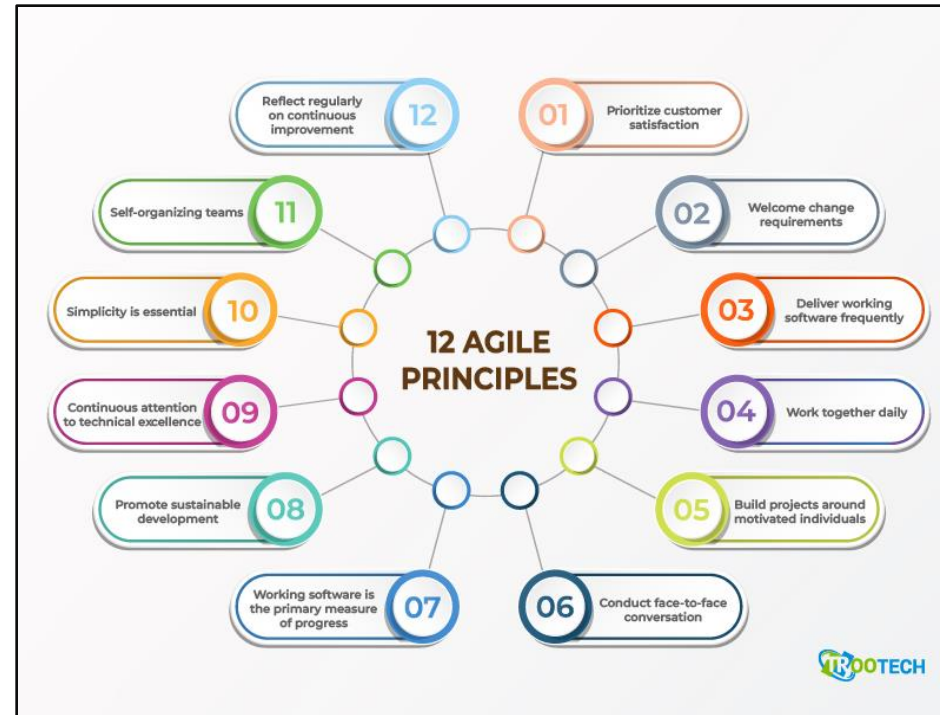 12 AGILE
PRINCIPLES
01
Prioritize customer
satisfaction
02
Welcome change
requirements
03
Deliver working
software frequently
04
Work together daily
05
Build projects around
motivated individuals
06
Conduct face-to-face
conversation
07
Working software is
the primary measure
of progress
08
Promote sustainable
development
09
Continuous attention
to technical excellence
10
Simplicity is essential
11
Self-organizing teams
12
Reflect regularly
on continuous
improvement
TROOTECH